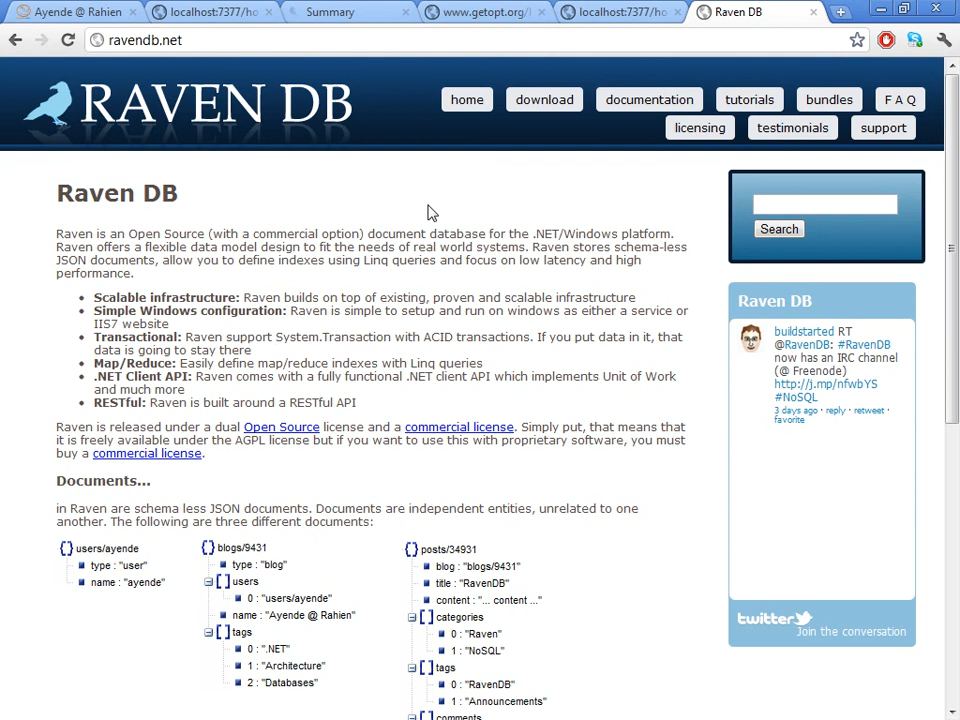 Ayende @ Rahien
localhost:7377/ho
Summary
www.getopt.org/l
localhost:7377/ho
Raven DB
ravendb.net
RAVEN DB
home
download
documentation
tutorials
bundles
F A Q
licensing
testimonials
support
Raven DB
Raven is an Open Source (with a commercial option) document database for the .NET/Windows platform.
Raven offers a flexible data model design to fit the needs of real world systems. Raven stores schema-less
JSON documents, allow you to define indexes using Linq queries and focus on low latency and high
performance.
Scalable infrastructure: Raven builds on top of existing, proven and scalable infrastructure
Simple Windows configuration: Raven is simple to setup and run on windows as either a service or
IIS7 website
Transactional: Raven support System.Transaction with ACID transactions. If you put data in it, that
data is going to stay there
Map/Reduce: Easily define map/reduce indexes with Linq queries
.NET Client API: Raven comes with a fully functional .NET client API which implements Unit of Work
and much more
RESTful: Raven is built around a RESTful API
Raven is released under a dual Open Source license and a commercial license. Simply put, that means that
it is freely available under the AGPL license but if you want to use this with proprietary software, you must
buy a commercial license.
Documents...
in Raven are schema less JSON documents. Documents are independent entities, unrelated to one
another. The following are three different documents:
users/ayende
type : "user"
name : "ayende"
blogs/9431
type : "blog"
users
0 : "users/ayende"
name : "Ayende @ Rahien"
tags
0 : ".NET"
1 : "Architecture"
2 : "Databases"
posts/34931
blog : "blogs/9431"
title : "RavenDB"
content : "... content ..."
categories
0 : "Raven"
1 : "NoSQL"
tags
0 : "RavenDB"
1 : "Announcements"
comments
Search
Raven DB
buildstarted RT
@RavenDB: #RavenDB
now has an IRC channel
(@ Freenode)
http://j.mp/nfwbYS
#NoSQL
3 days ago · reply · retweet ·
favorite
twitter
Join the conversation